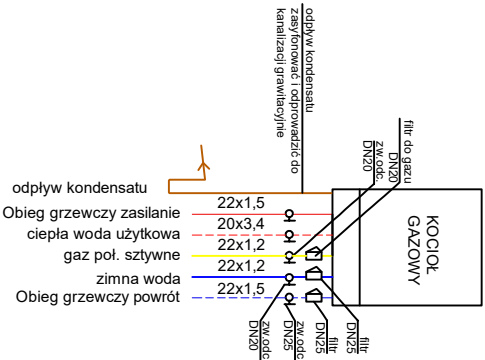 odpływ kondensatu
zasyfonować i odprowadzić do
kanalizacji grawitacyjnie
filtr do gazu
DN20
zw.odc.
DN20
KOCIOŁ
GAZOWY
odpływ kondensatu
Obieg grzewczy zasilanie
22x1,5
ciepła woda użytkowa
20x3,4
gaz poł. sztywne
22x1,2
zimna woda
22x1,2
Obieg grzewczy powrót
22x1,5
zw.odc.
DN20
zw.odc.
DN25
filtr
DN25
filtr
DN25